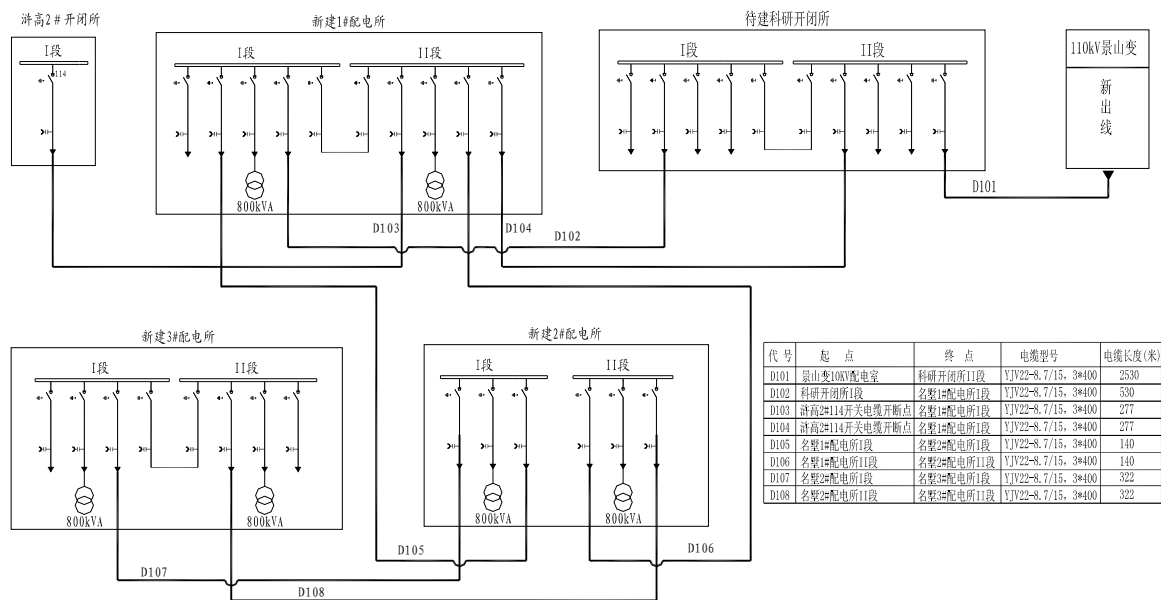 浒高2#开闭所
I段
114
新建1#配电所
I段
II段
800kVA
800kVA
待建科研开闭所
I段
II段
110kV景山变
新出线
D101
D103
D104
D102
新建3#配电所
I段
II段
800kVA
800kVA
新建2#配电所
I段
II段
800kVA
800kVA
D105
D106
D107
D108
代号 起点 终点 电缆型号 电缆长度(米)
D101 景山变10KV配电室 科研开闭所II段 YJV22-8.7/15, 3*400 2530
D102 科研开闭所I段 名墅1#配电所I段 YJV22-8.7/15, 3*400 530
D103 浒高2#114开关电缆开断点 名墅1#配电所I段 YJV22-8.7/15, 3*400 277
D104 浒高2#114开关电缆开断点 名墅1#配电所I段 YJV22-8.7/15, 3*400 277
D105 名墅1#配电所I段 名墅2#配电所I段 YJV22-8.7/15, 3*400 140
D106 名墅1#配电所II段 名墅2#配电所II段 YJV22-8.7/15, 3*400 140
D107 名墅2#配电所I段 名墅3#配电所I段 YJV22-8.7/15, 3*400 322
D108 名墅2#配电所II段 名墅3#配电所II段 YJV22-8.7/15, 3*400 322